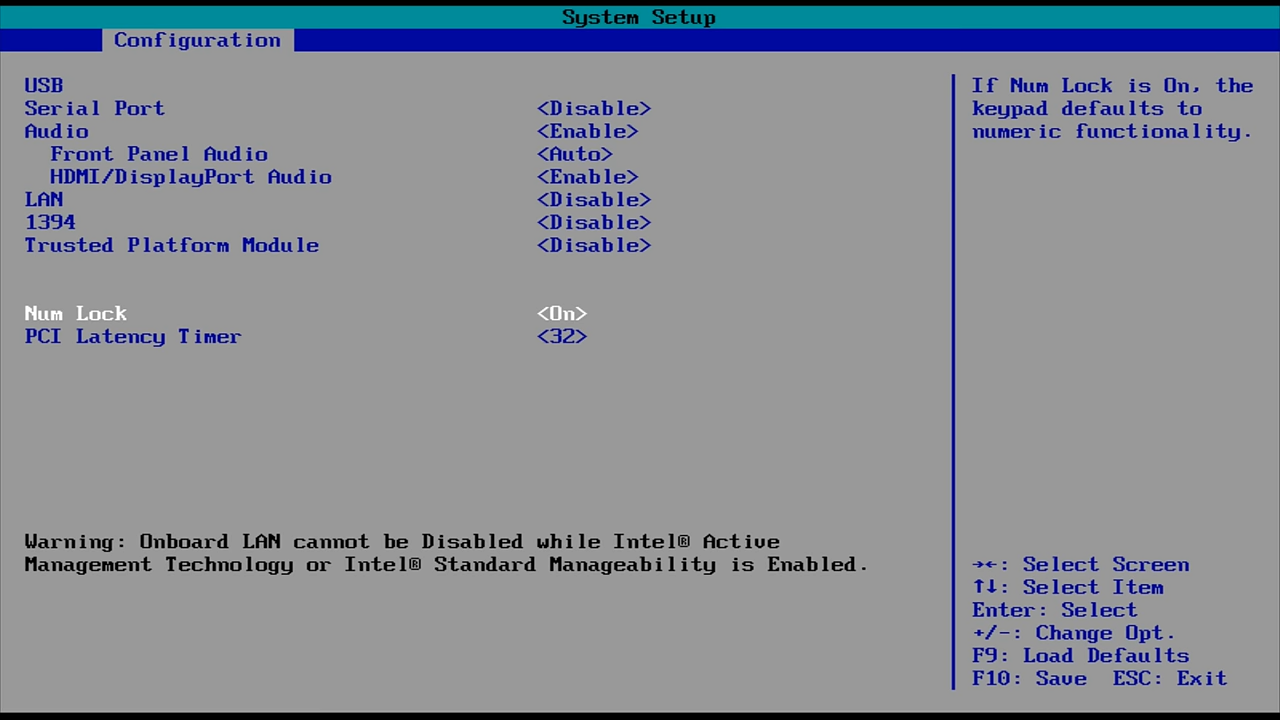 System Setup
Configuration
USB
Serial Port <Disable>
Audio <Enable>
Front Panel Audio <Auto>
HDMI/DisplayPort Audio <Enable>
LAN <Disable>
1394 <Disable>
Trusted Platform Module <Disable>
Num Lock <On>
PCI Latency Timer <32>
Warning: Onboard LAN cannot be Disabled while Intel® Active
Management Technology or Intel® Standard Manageability is Enabled.
If Num Lock is On, the
keypad defaults to
numeric functionality.
→←: Select Screen
↑↓: Select Item
Enter: Select
+/-: Change Opt.
F9: Load Defaults
F10: Save ESC: Exit